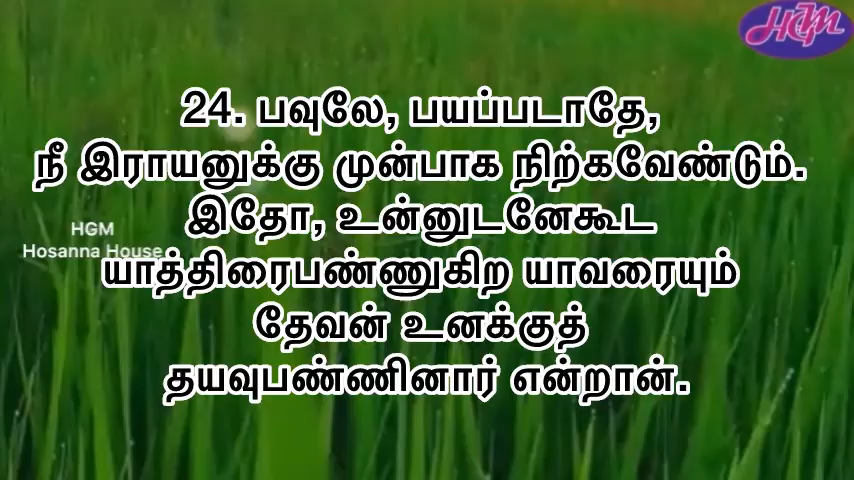 HGM
24. பவுலே, பயப்படாதே,
நீ இராயனுக்கு முன்பாக நிற்கவேண்டும்.
இதோ, உன்னுடனேகூட
HGM
Hosanna House
யாத்திரைபண்ணுகிற யாவரையும்
தேவன் உனக்குத்
தயவுபண்ணினார் என்றான்.